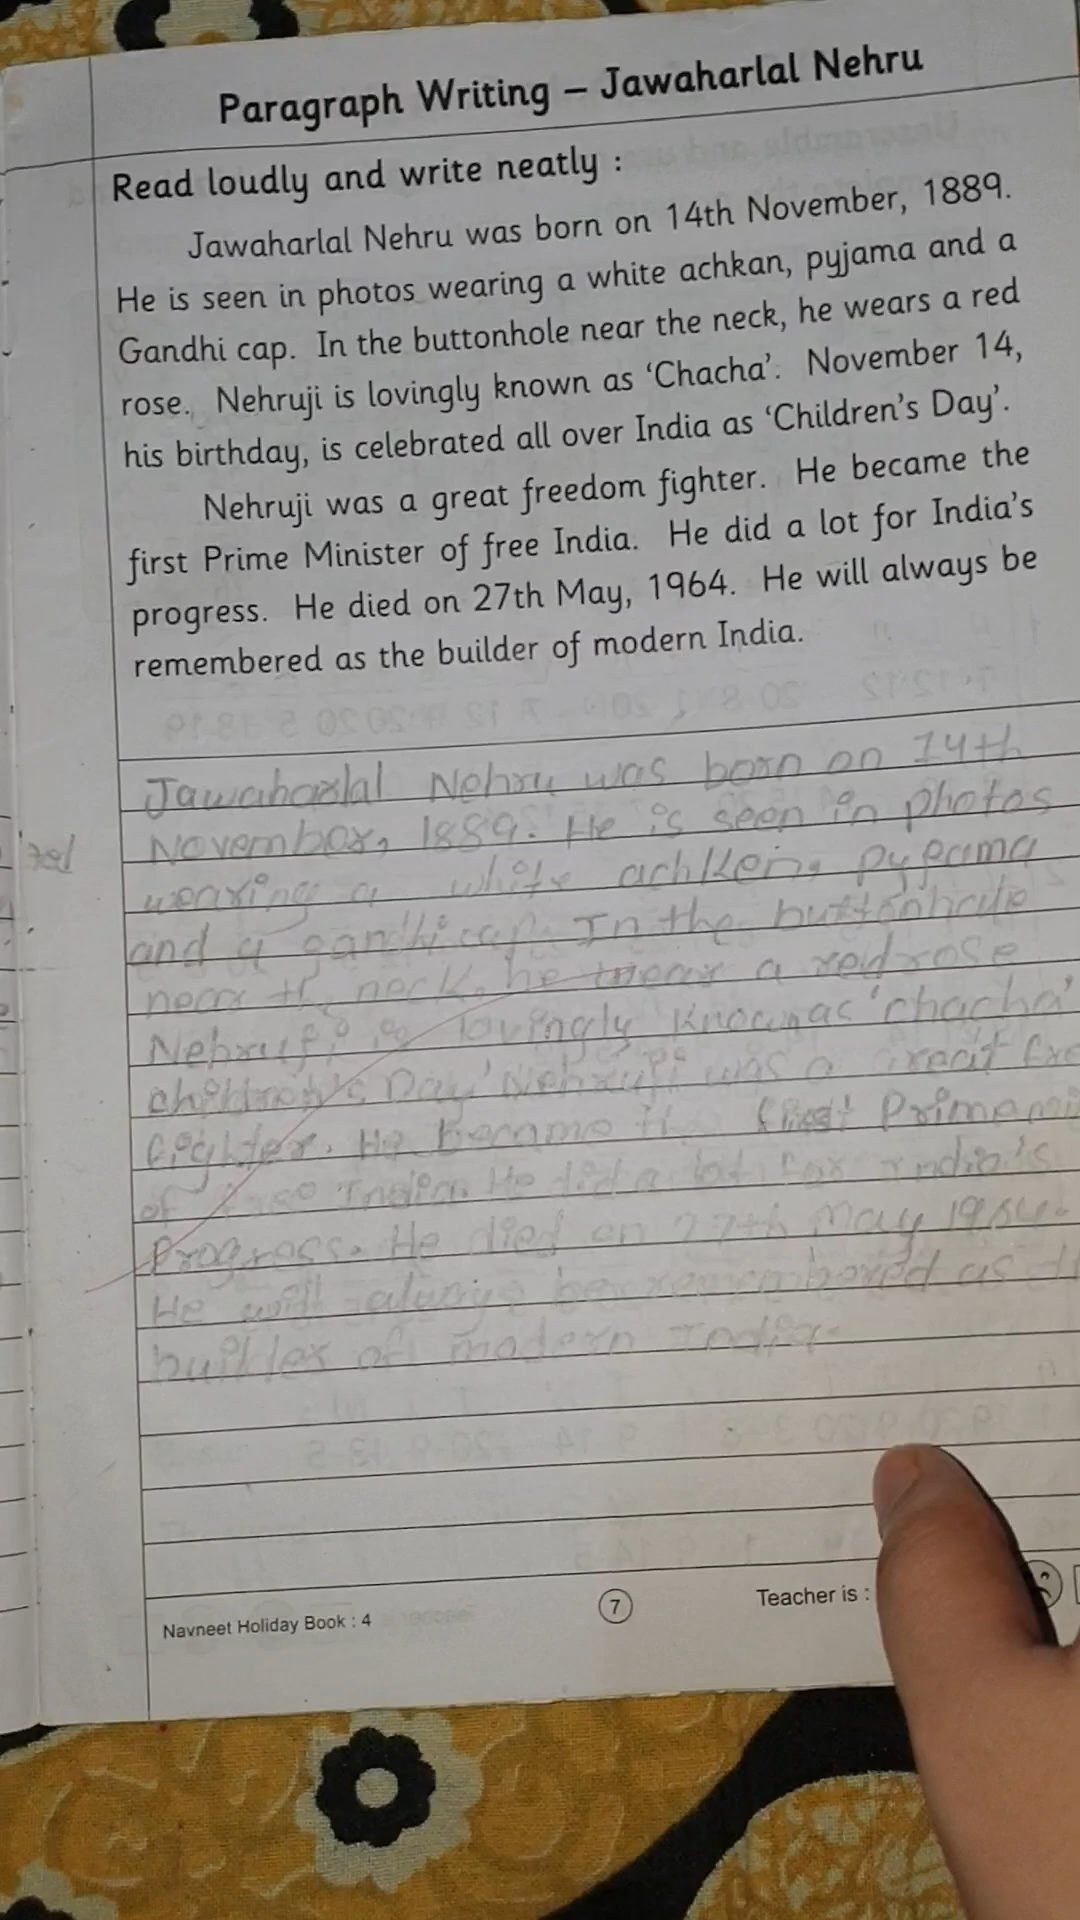 Paragraph Writing – Jawaharlal Nehru
Read loudly and write neatly :
Jawaharlal Nehru was born on 14th November, 1889.
He is seen in photos wearing a white achkan, pyjama and a
Gandhi cap. In the buttonhole near the neck, he wears a red
rose. Nehruji is lovingly known as ‘Chacha’. November 14,
his birthday, is celebrated all over India as ‘Children’s Day’.
Nehruji was a great freedom fighter. He became the
first Prime Minister of free India. He did a lot for India’s
progress. He died on 27th May, 1964. He will always be
remembered as the builder of modern India.
Jawaharlal Nehru was born on 14th
November, 1889. He is seen in photos
wearing a white achken, pypama
and a gandhi cap. In the buttonhole
near the neck, he wear a red rose
Nehruji is lovingly known as 'chacha'
Day' Nehruji was a
He became first Prime
of India. He did a lot for India's
Progress. He died on 27th May 1964.
He will be remembered as
builder of modern India.
Navneet Holiday Book : 4
7
Teacher is :